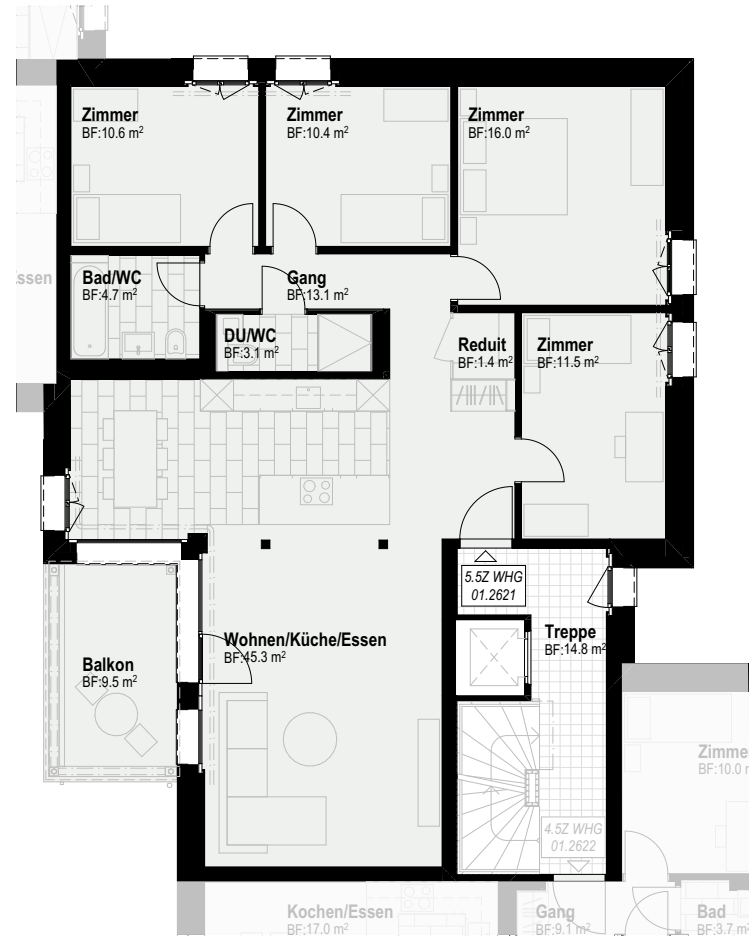 Zimmer
BF:10.6 m²
Zimmer
BF:10.4 m²
Zimmer
BF:16.0 m²
ssen
Bad/WC
BF:4.7 m²
Gang
BF:13.1 m²
DU/WC
BF:3.1 m²
Reduit
BF:1.4 m²
Zimmer
BF:11.5 m²
5.5Z WHG
01.2621
Treppe
BF:14.8 m²
Wohnen/Küche/Essen
BF:45.3 m²
Balkon
BF:9.5 m²
Zimme
BF:10.0 m
4.5Z WHG
01.2622
Kochen/Essen
BF:17.0 m²
Gang
BF:9.1 m²
Bad
BF:3.7 m²